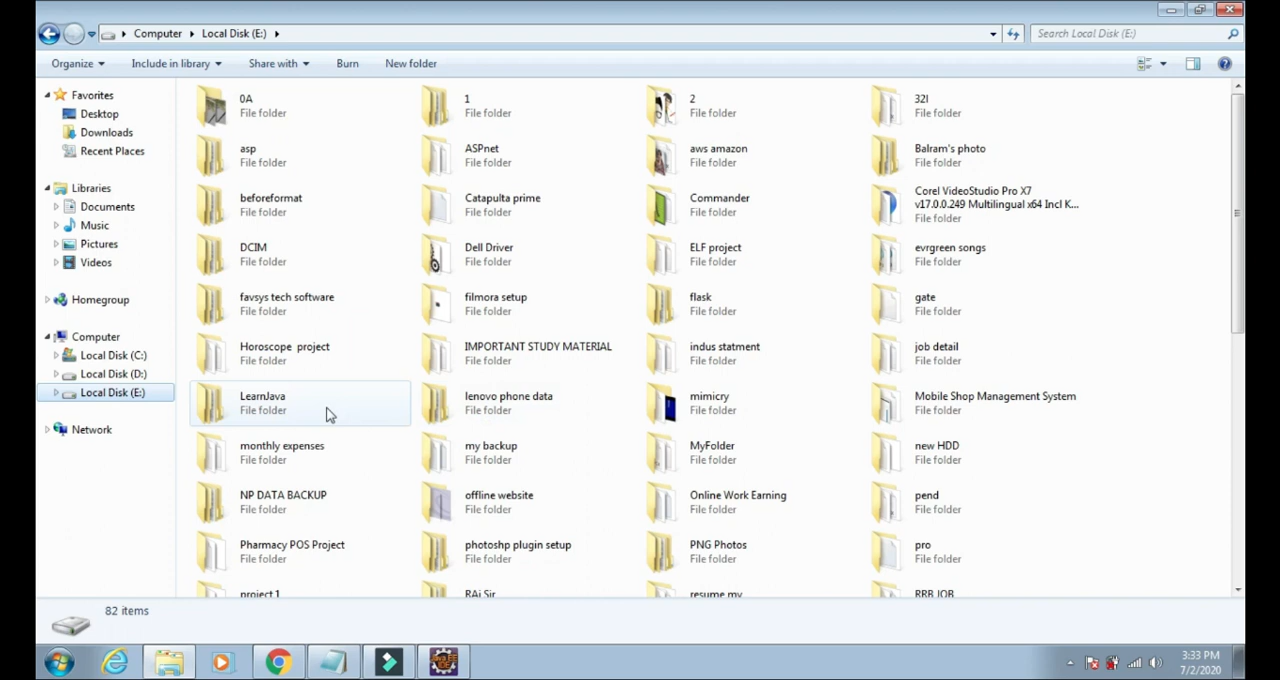 Computer
Local Disk (E:)
Search Local Disk (E:)
Organize
Include in library
Share with
Burn
New folder
Favorites
Desktop
Downloads
Recent Places
Libraries
Documents
Music
Pictures
Videos
Homegroup
Computer
Local Disk (C:)
Local Disk (D:)
Local Disk (E:)
Network
0A
File folder
1
File folder
2
File folder
32I
File folder
asp
File folder
ASPnet
File folder
aws amazon
File folder
Balram's photo
File folder
beforeformat
File folder
Catapulta prime
File folder
Commander
File folder
Corel VideoStudio Pro X7
v17.0.0.249 Multilingual x64 Incl K...
File folder
DCIM
File folder
Dell Driver
File folder
ELF project
File folder
evrgreen songs
File folder
favsys tech software
File folder
filmora setup
File folder
flask
File folder
gate
File folder
Horoscope project
File folder
IMPORTANT STUDY MATERIAL
File folder
indus statment
File folder
job detail
File folder
LearnJava
File folder
lenovo phone data
File folder
mimicry
File folder
Mobile Shop Management System
File folder
monthly expenses
File folder
my backup
File folder
MyFolder
File folder
new HDD
File folder
NP DATA BACKUP
File folder
offline website
File folder
Online Work Earning
File folder
pend
File folder
Pharmacy POS Project
File folder
photoshp plugin setup
File folder
PNG Photos
File folder
pro
File folder
project1
RAj Sir
resume my
RRB JOB
82 items
Java EE
IDE
3:33 PM
7/2/2020